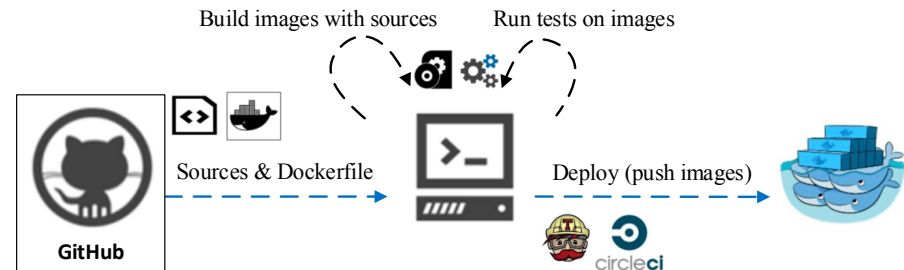 Build images with sources
Run tests on images
Sources & Dockerfile
Deploy (push images)
GitHub
T
circleci